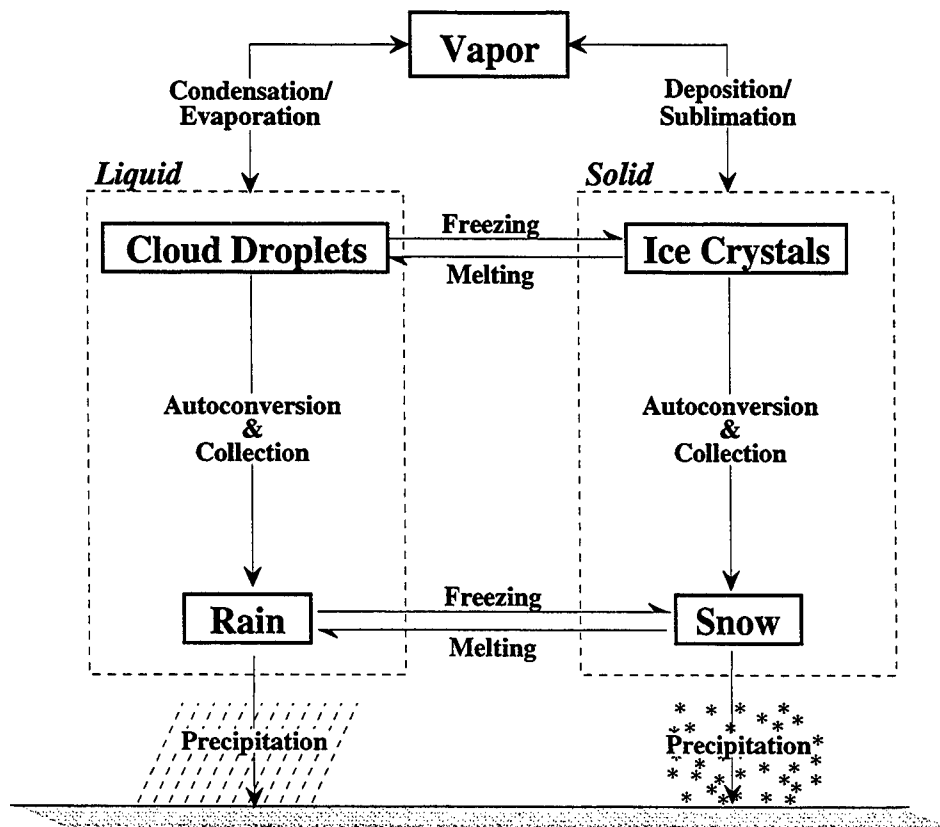 Vapor
Condensation/
Evaporation
Deposition/
Sublimation
Liquid
Solid
Cloud Droplets
Freezing
Melting
Ice Crystals
Autoconversion
&
Collection
Autoconversion
&
Collection
Rain
Freezing
Melting
Snow
Precipitation
Precipitation